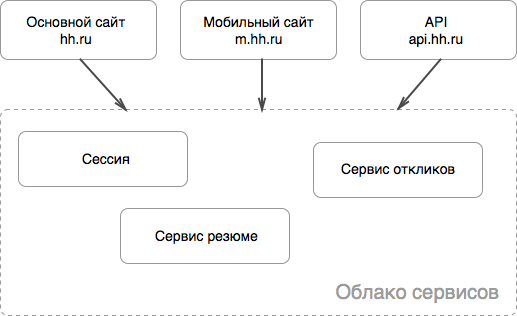 Основной сайт
hh.ru
Мобильный сайт
m.hh.ru
API
api.hh.ru
Сессия
Сервис откликов
Сервис резюме
Облако сервисов